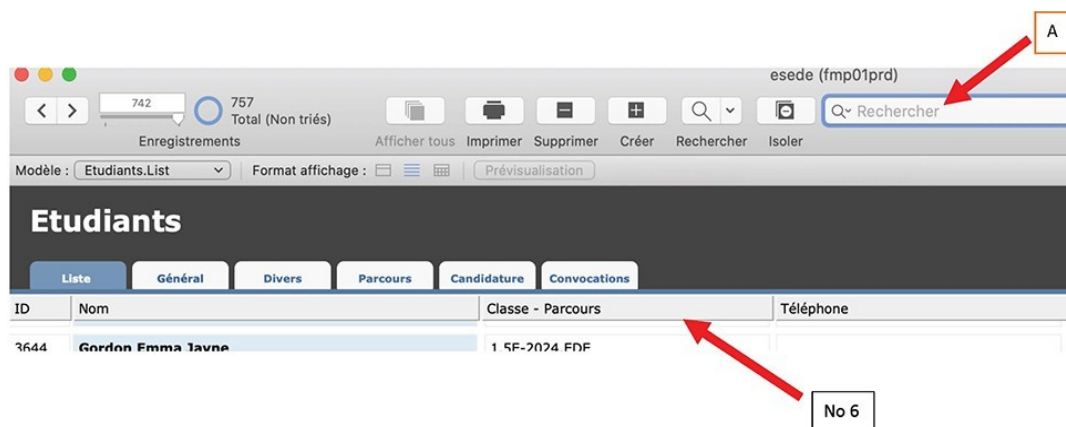 A
esede (fmp01prd)
742
757
Total (Non triés)
Rechercher
Enregistrements
Afficher tous Imprimer Supprimer Créer Rechercher Isoler
Modèle : Etudiants.List Format affichage : Prévisualisation
Etudiants
Liste Général Divers Parcours Candidature Convocations
ID Nom Classe - Parcours Téléphone
3644 Gordon Emma Jayne 1.5E-2024 EDE
No 6